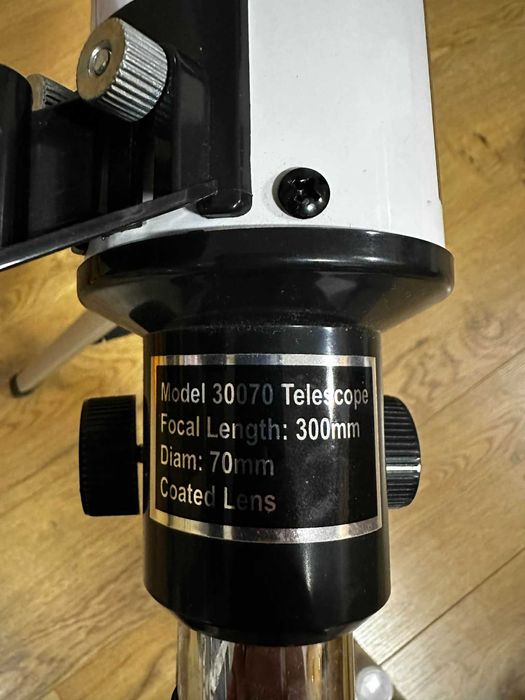 Model 30070 Telescope
Focal Length: 300mm
Diam: 70mm
Coated Lens